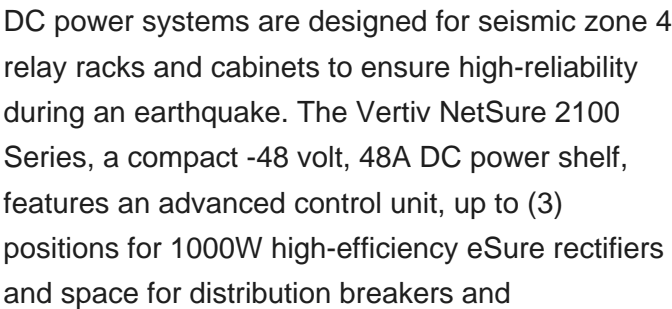 DC power systems are designed for seismic zone 4
relay racks and cabinets to ensure high-reliability
during an earthquake. The Vertiv NetSure 2100
Series, a compact -48 volt, 48A DC power shelf,
features an advanced control unit, up to (3)
positions for 1000W high-efficiency eSure rectifiers
and space for distribution breakers and